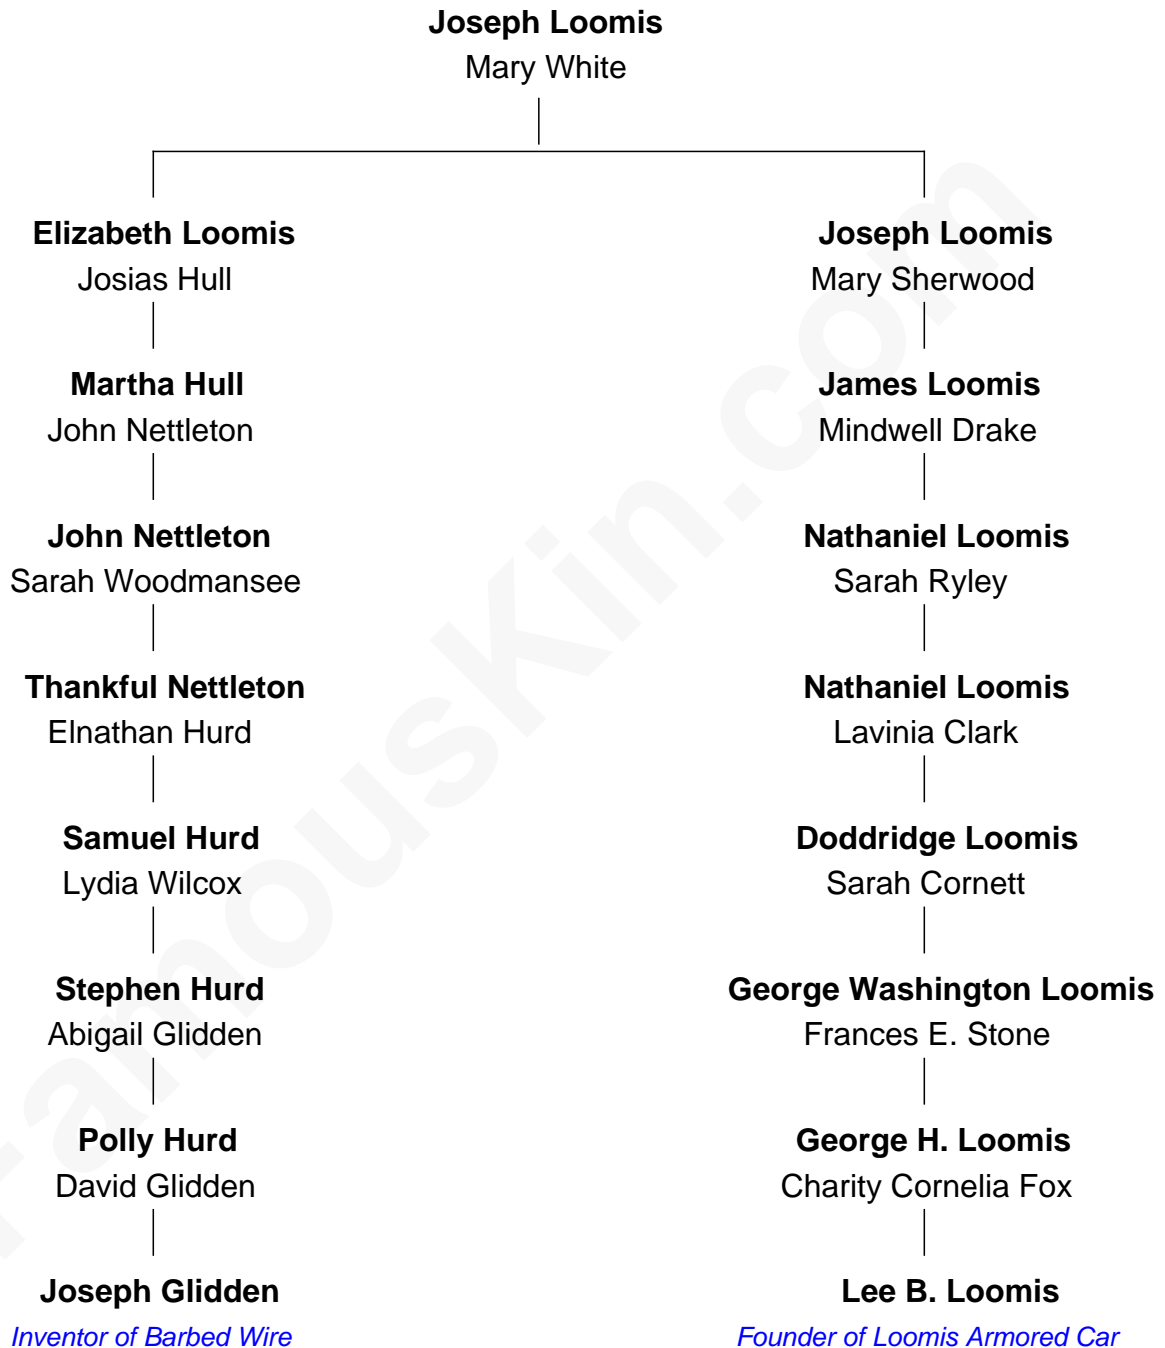 Joseph Loomis
Mary White
Elizabeth Loomis
Josias Hull
Martha Hull
John Nettleton
John Nettleton
Sarah Woodmansee
Thankful Nettleton
Elnathan Hurd
Samuel Hurd
Lydia Wilcox
Stephen Hurd
Abigail Glidden
Polly Hurd
David Glidden
Joseph Glidden
Inventor of Barbed Wire
Joseph Loomis
Mary Sherwood
James Loomis
Mindwell Drake
Nathaniel Loomis
Sarah Ryley
Nathaniel Loomis
Lavinia Clark
Doddridge Loomis
Sarah Cornett
George Washington Loomis
Frances E. Stone
George H. Loomis
Charity Cornelia Fox
Lee B. Loomis
Founder of Loomis Armored Car
FamousKin.com